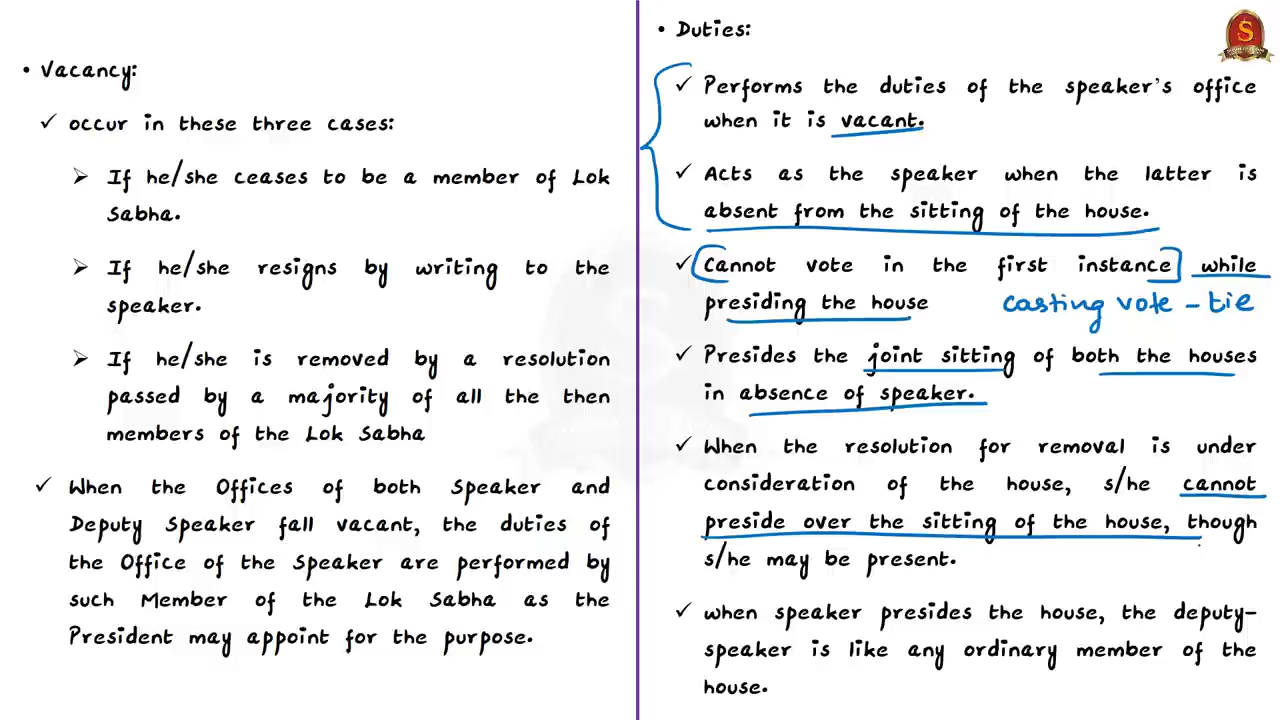 • Vacancy:
✓ occur in these three cases:
➢ If he/she ceases to be a member of Lok
Sabha.
➢ If he/she resigns by writing to the
speaker.
➢ If he/she is removed by a resolution
passed by a majority of all the then
members of the Lok Sabha
✓ When the Offices of both Speaker and
Deputy Speaker fall vacant, the duties of
the Office of the Speaker are performed by
such Member of the Lok Sabha as the
President may appoint for the purpose.
• Duties:
✓ Performs the duties of the speaker's office
when it is vacant.
✓ Acts as the speaker when the latter is
absent from the sitting of the house.
✓ Cannot vote in the first instance while
presiding the house casting vote - tie
✓ Presides the joint sitting of both the houses
in absence of speaker.
✓ When the resolution for removal is under
consideration of the house, s/he cannot
preside over the sitting of the house, though
s/he may be present.
✓ when speaker presides the house, the deputy-
speaker is like any ordinary member of the
house.
S